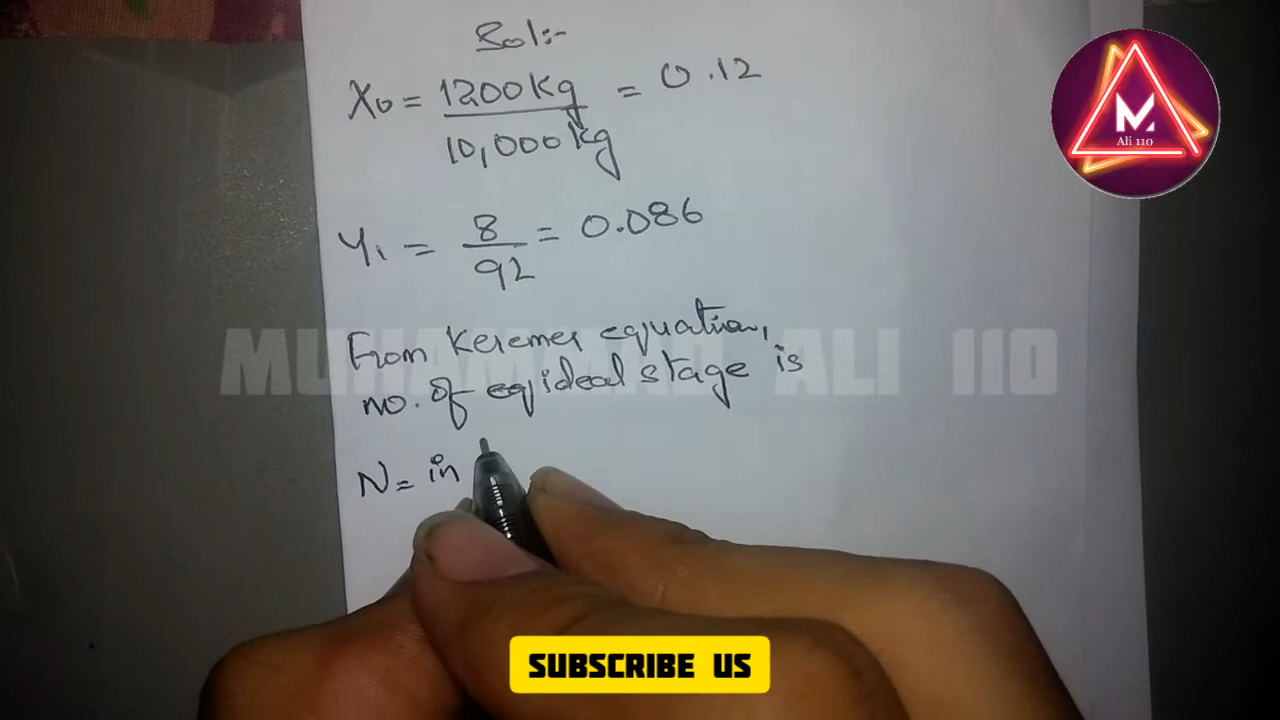 Sol:-
X₀ = 1200 Kg / 10,000 Kg = 0.12
Y₁ = 8 / 92 = 0.086
From Keremer equation,
no. of eq ideal stage is
N = in
M
Ali 110
MUHAMMAD ALI 110
SUBSCRIBE US